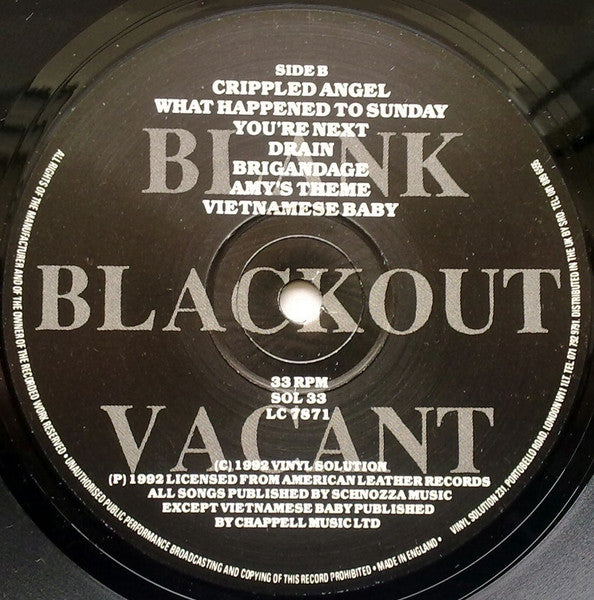 SIDE B
CRIPPLED ANGEL
WHAT HAPPENED TO SUNDAY
YOU'RE NEXT
DRAIN
BRIGANDAGE
AMY'S THEME
VIETNAMESE BABY
BLANK
BLACKOUT
VACANT
33 RPM
SOL 33
LC 7871
(C) 1992 VINYL SOLUTION
(P) 1992 LICENSED FROM AMERICAN LEATHER RECORDS
ALL SONGS PUBLISHED BY SCHNOZZA MUSIC
EXCEPT VIETNAMESE BABY PUBLISHED
BY CHAPPELL MUSIC LTD
ALL RIGHTS OF THE MANUFACTURER AND OF THE OWNER OF THE RECORDED WORK RESERVED • UNAUTHORISED PUBLIC PERFORMANCE BROADCASTING AND COPYING OF THIS RECORD PROHIBITED • MADE IN ENGLAND •
VINYL SOLUTION 231, PORTOBELLO ROAD, LONDON W11 1LT. TEL: 071 792 9791. DISTRIBUTED IN THE UK BY SRD. TEL: